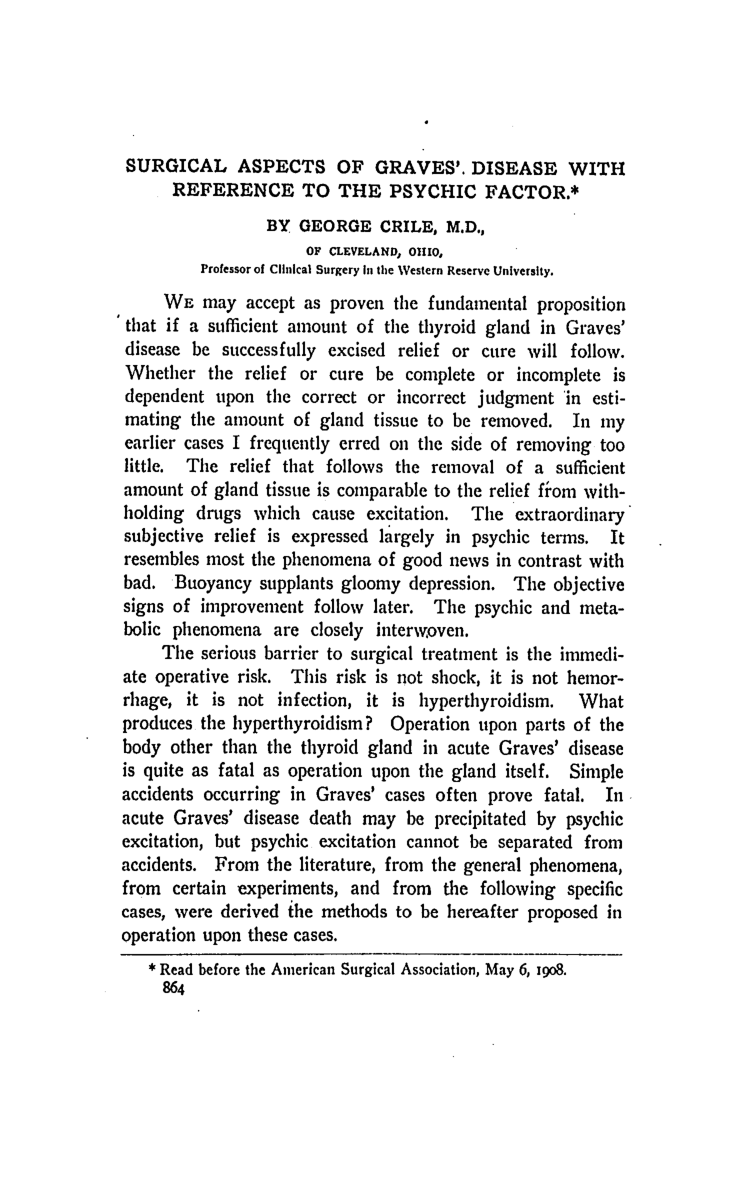 SURGICAL ASPECTS OF GRAVES'. DISEASE WITH
REFERENCE TO THE PSYCHIC FACTOR.*
BY GEORGE CRILE, M.D.,
OF CLEVELAND, OHIO,
Professor of Clinical Surgery in the Western Reserve University.
WE may accept as proven the fundamental proposition
that if a sufficient amount of the thyroid gland in Graves'
disease be successfully excised relief or cure will follow.
Whether the relief or cure be complete or incomplete is
dependent upon the correct or incorrect judgment in esti-
mating the amount of gland tissue to be removed. In my
earlier cases I frequently erred on the side of removing too
little. The relief that follows the removal of a sufficient
amount of gland tissue is comparable to the relief from with-
holding drugs which cause excitation. The extraordinary
subjective relief is expressed largely in psychic terms. It
resembles most the phenomena of good news in contrast with
bad. Buoyancy supplants gloomy depression. The objective
signs of improvement follow later. The psychic and meta-
bolic phenomena are closely interwoven.
The serious barrier to surgical treatment is the immedi-
ate operative risk. This risk is not shock, it is not hemor-
rhage, it is not infection, it is hyperthyroidism. What
produces the hyperthyroidism? Operation upon parts of the
body other than the thyroid gland in acute Graves' disease
is quite as fatal as operation upon the gland itself. Simple
accidents occurring in Graves' cases often prove fatal. In
acute Graves' disease death may be precipitated by psychic
excitation, but psychic excitation cannot be separated from
accidents. From the literature, from the general phenomena,
from certain experiments, and from the following specific
cases, were derived the methods to be hereafter proposed in
operation upon these cases.
* Read before the American Surgical Association, May 6, 1908.
864